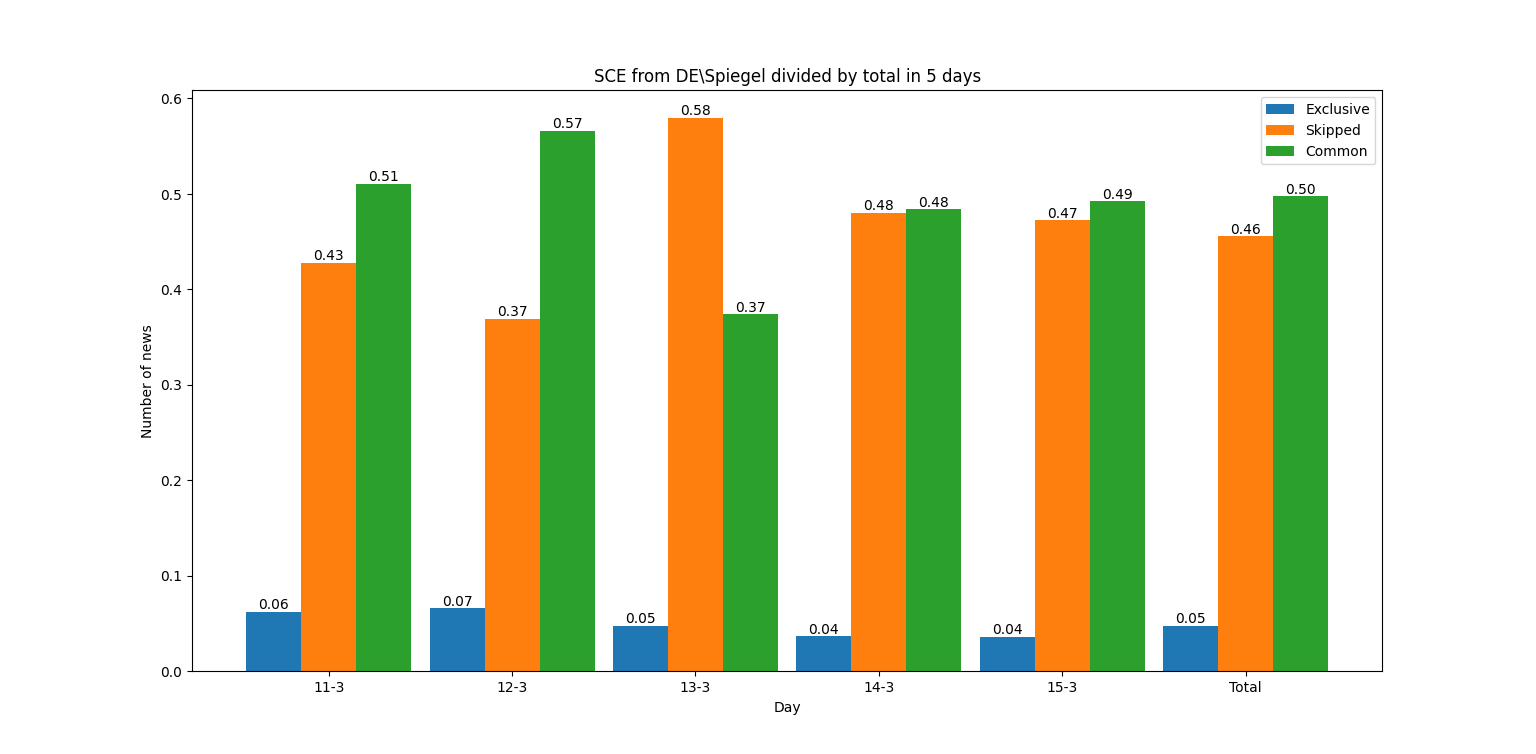 SCE from DE\Spiegel divided by total in 5 days
Exclusive
Skipped
Common
Number of news
0.6
0.5
0.4
0.3
0.2
0.1
0.0
0.06 0.43 0.51
0.07 0.37 0.57
0.05 0.58 0.37
0.04 0.48 0.48
0.04 0.47 0.49
0.05 0.46 0.50
11-3 12-3 13-3 14-3 15-3 Total
Day